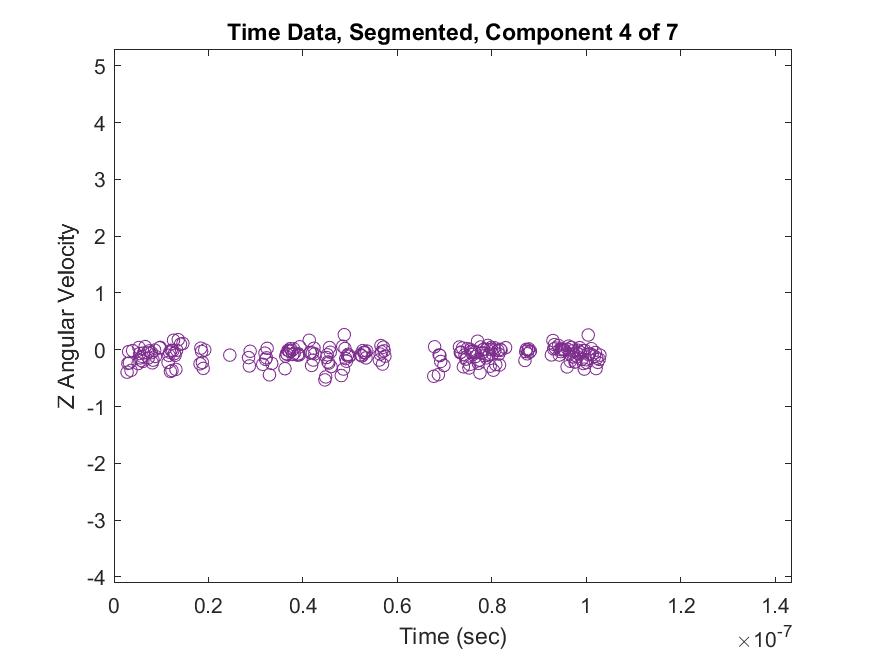 Time Data, Segmented, Component 4 of 7
5
4
3
2
1
0
-1
-2
-3
-4
Z Angular Velocity
0 0.2 0.4 0.6 0.8 1 1.2 1.4
Time (sec)
×10-7